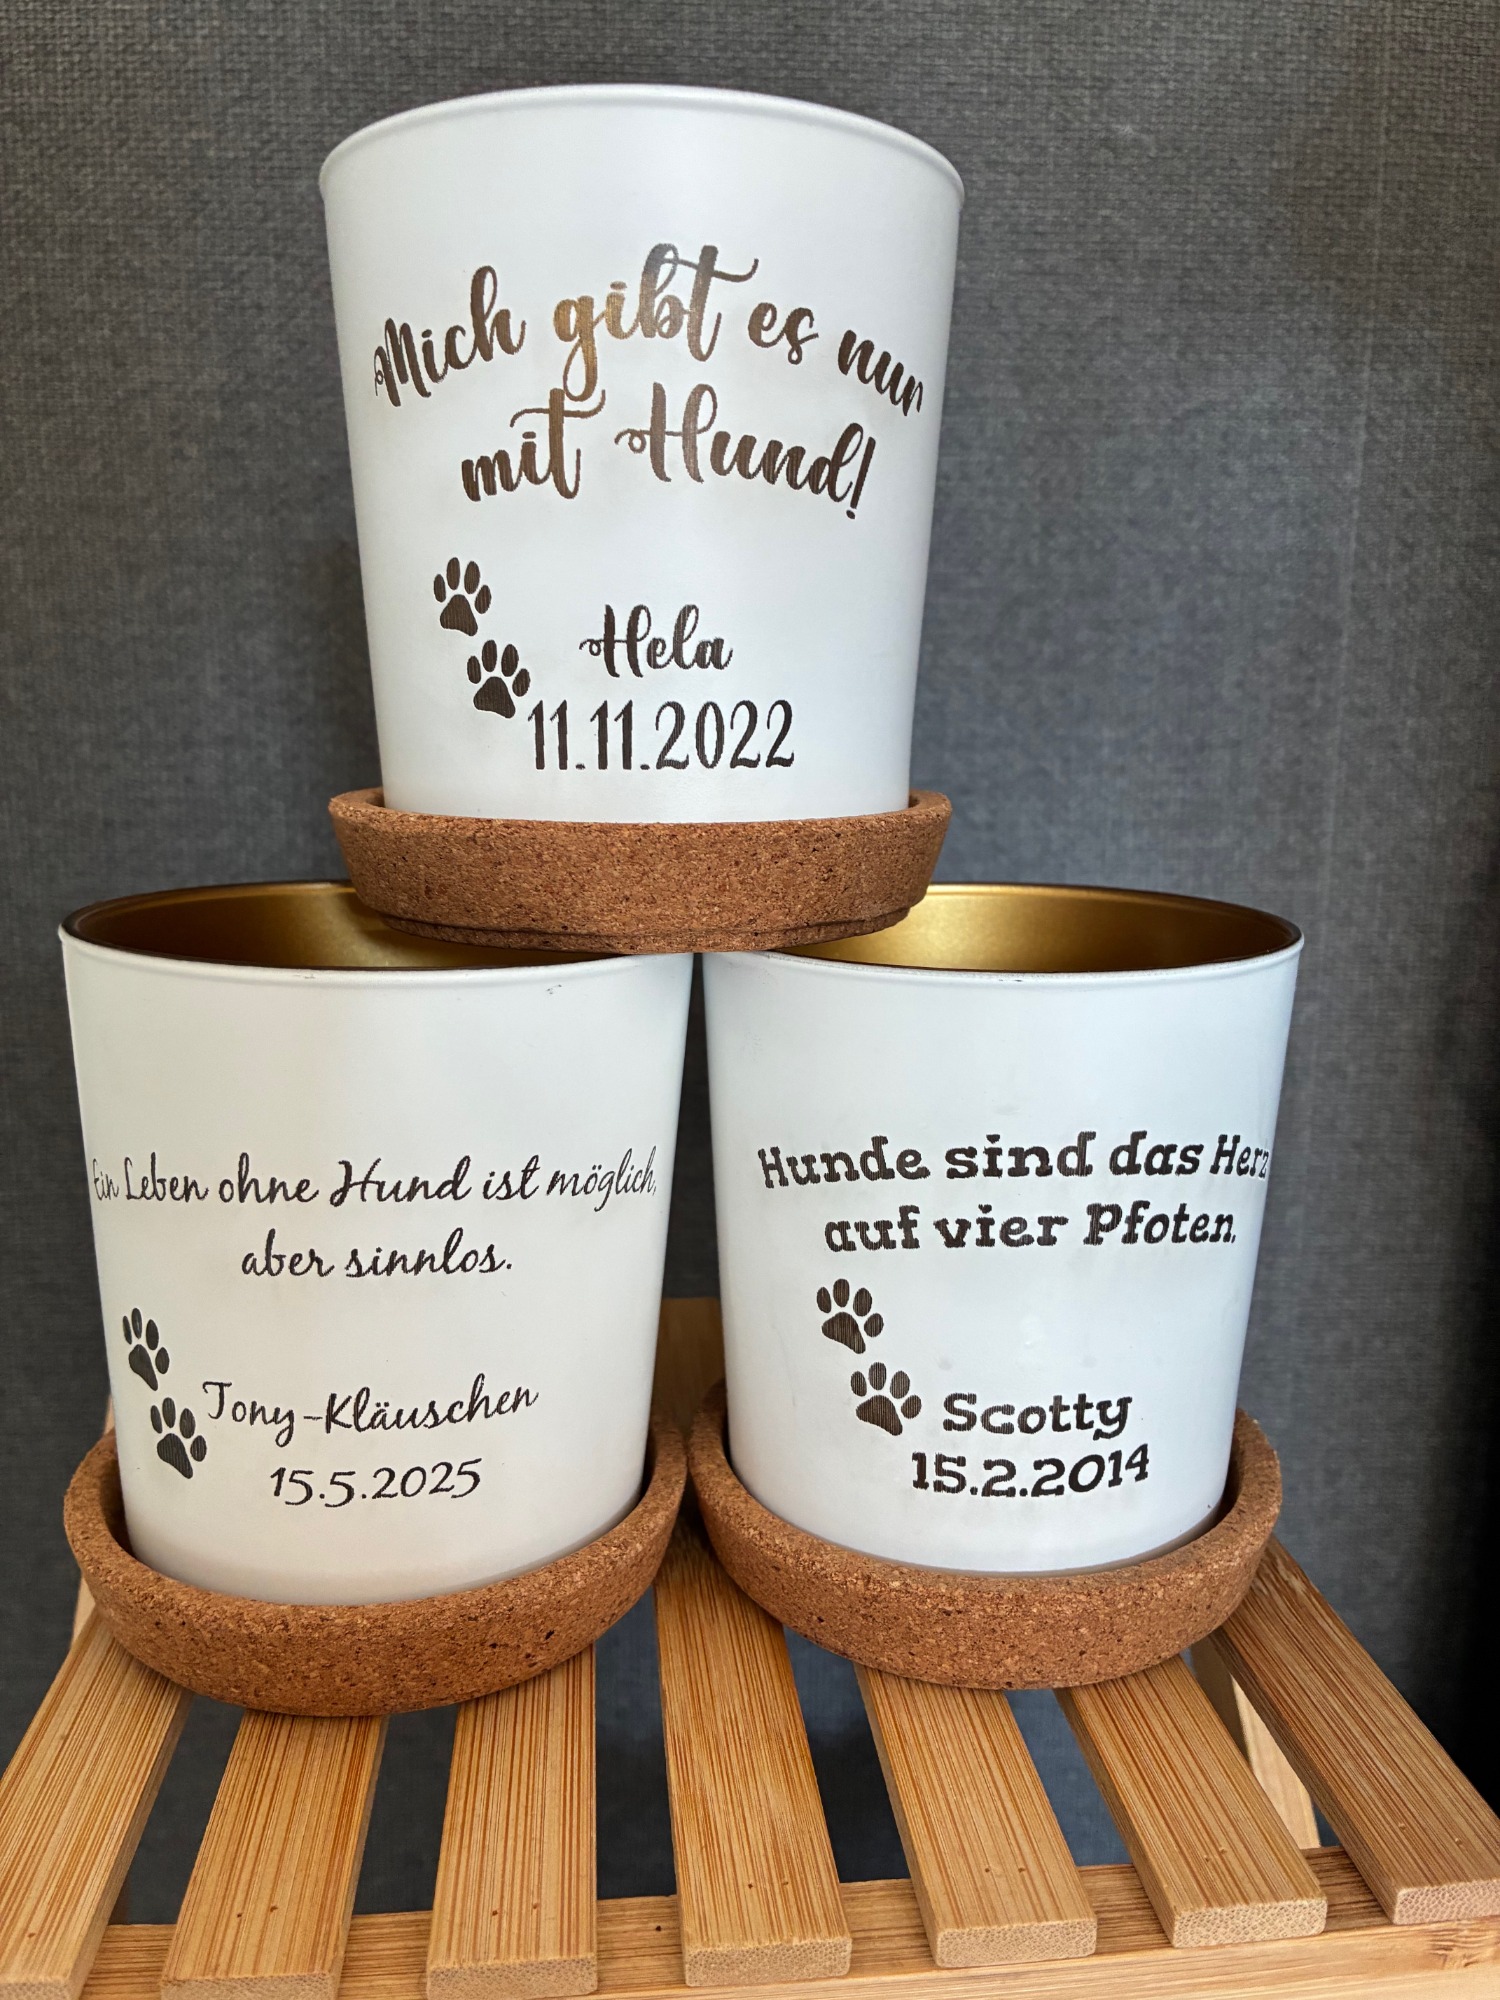 Mich gibt es nur
mit Hund!
Hela
11.11.2022
Ein Leben ohne Hund ist möglich,
aber sinnlos.
Tony-Kläuschen
15.5.2025
Hunde sind das Herz
auf vier Pfoten.
Scotty
15.2.2014